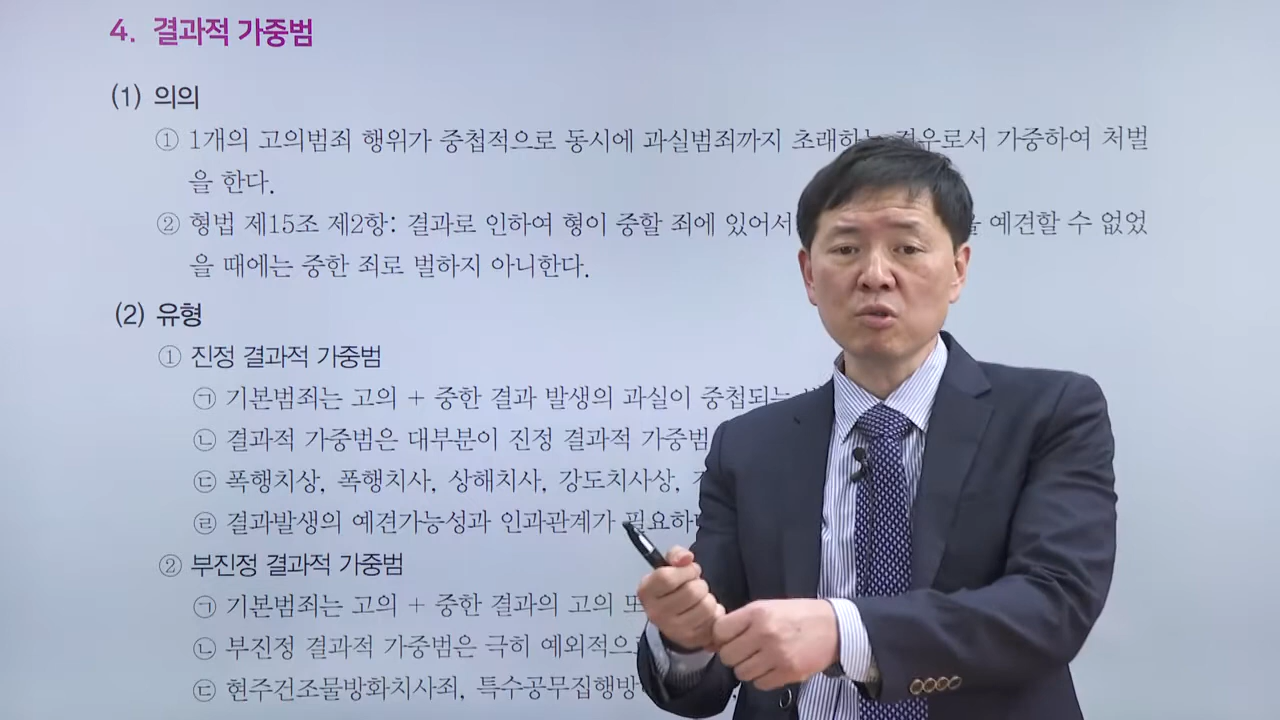 4. 결과적 가중범
(1) 의의
① 1개의 고의범죄 행위가 중첩적으로 동시에 과실범죄까지 초래하는 경우로서 가중하여 처벌
을 한다.
② 형법 제15조 제2항: 결과로 인하여 형이 중할 죄에 있어서 예견할 수 없었
을 때에는 중한 죄로 벌하지 아니한다.
(2) 유형
① 진정 결과적 가중범
㉠ 기본범죄는 고의 + 중한 결과 발생의 과실이 중첩되는
㉡ 결과적 가중범은 대부분이 진정 결과적 가중범
㉢ 폭행치상, 폭행치사, 상해치사, 강도치사상,
㉣ 결과발생의 예견가능성과 인과관계가 필요하다
② 부진정 결과적 가중범
㉠ 기본범죄는 고의 + 중한 결과의 고의
㉡ 부진정 결과적 가중범은 극히 예외적으로
㉢ 현주건조물방화치사죄, 특수공무집행방